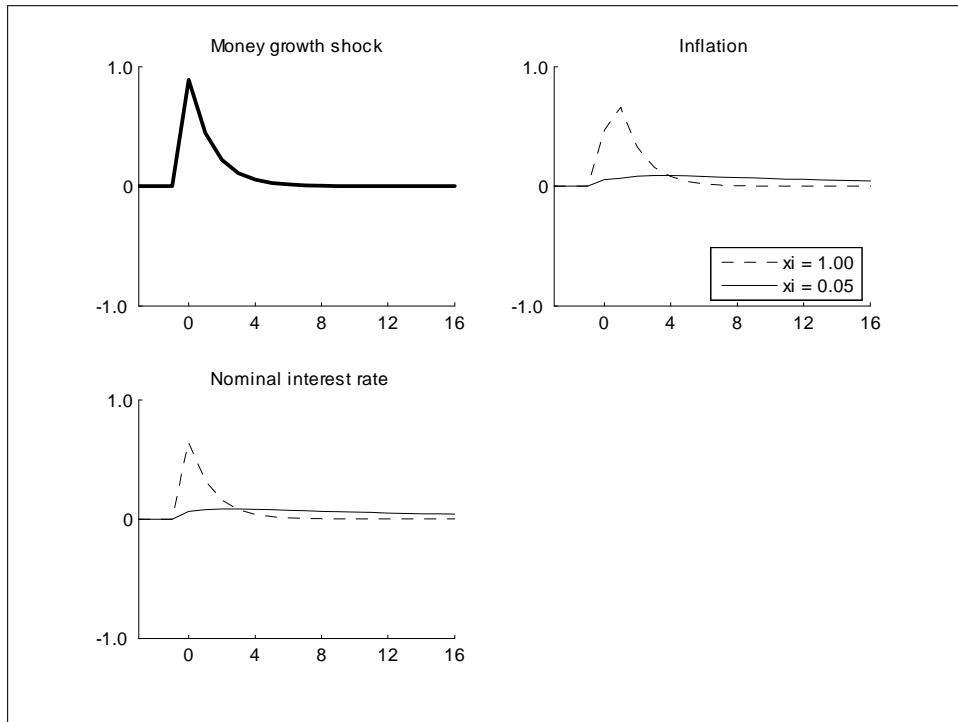 Money growth shock
1.0
0
-1.0
0 4 8 12 16
Inflation
1.0
0
-1.0
xi = 1.00
xi = 0.05
0 4 8 12 16
Nominal interest rate
1.0
0
-1.0
0 4 8 12 16